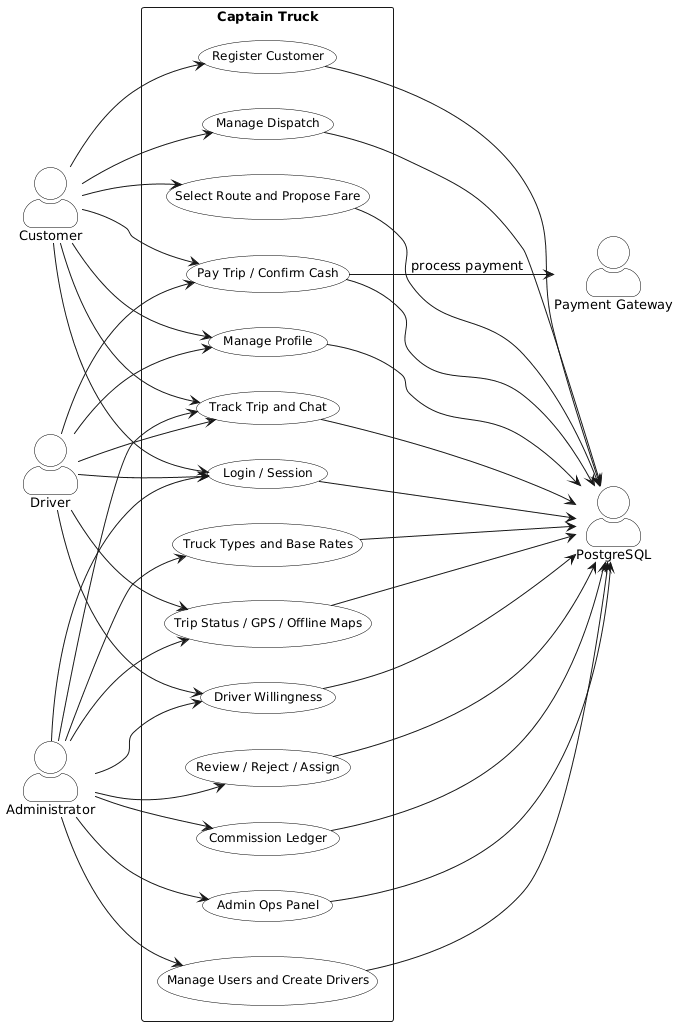 Captain Truck
Register Customer
Manage Dispatch
Select Route and Propose Fare
Customer
Pay Trip / Confirm Cash
process payment
Payment Gateway
Manage Profile
Track Trip and Chat
Login / Session
Driver
Truck Types and Base Rates
PostgreSQL
Trip Status / GPS / Offline Maps
Driver Willingness
Review / Reject / Assign
Administrator
Commission Ledger
Admin Ops Panel
Manage Users and Create Drivers